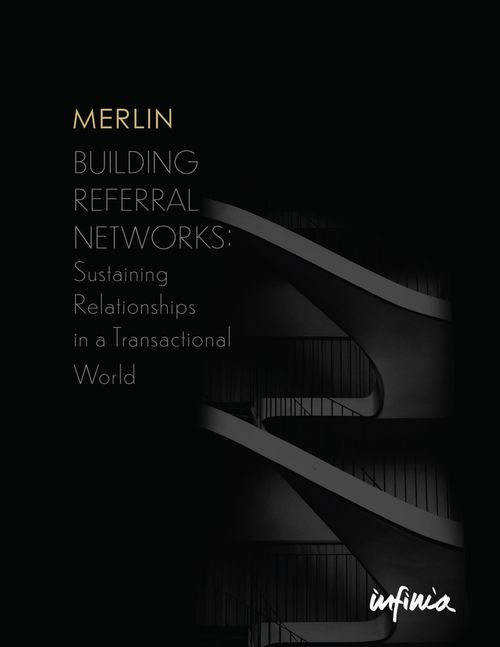 MERLIN
BUILDING
REFERRAL
NETWORKS:
Sustaining
Relationships
in a Transactional
World
infinia